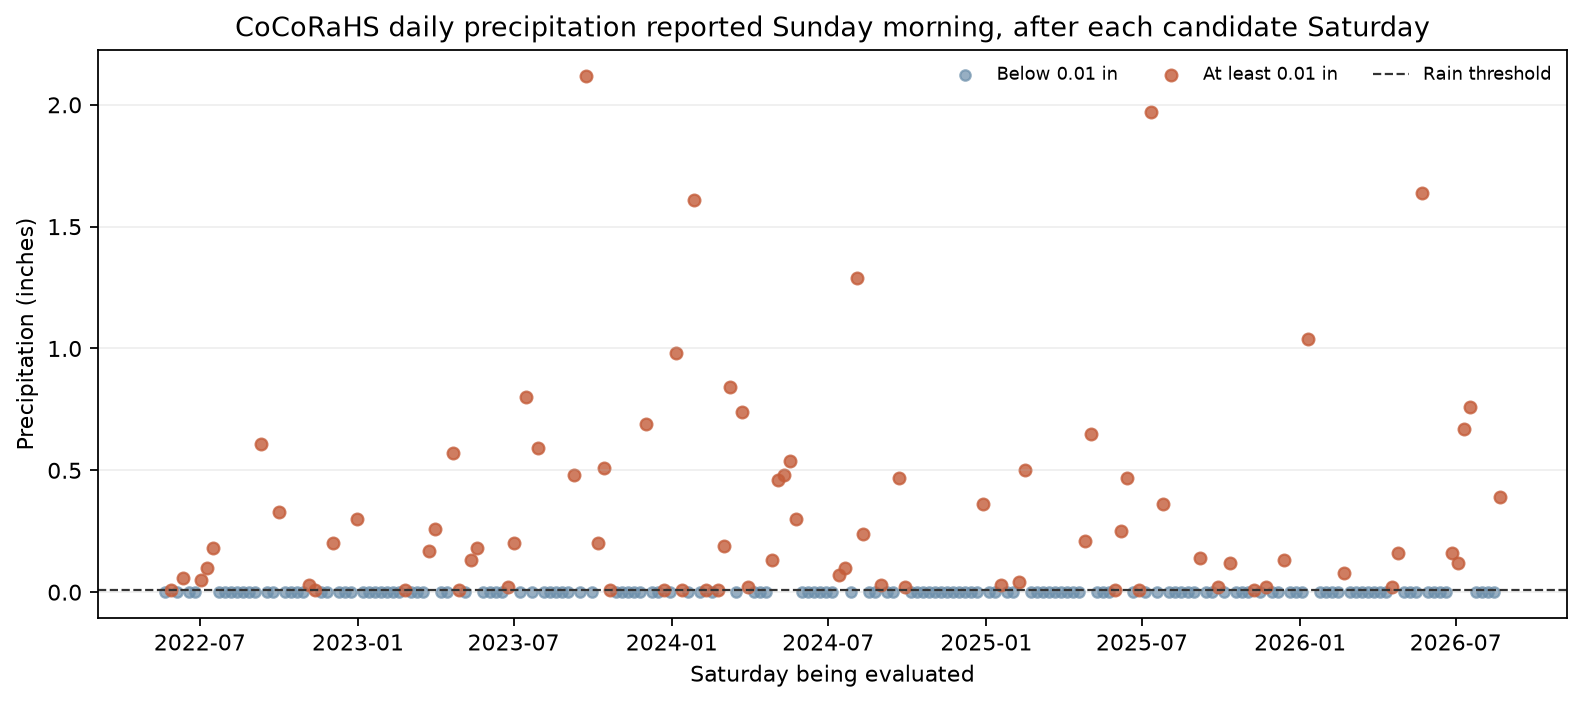 CoCoRaHS daily precipitation reported Sunday morning, after each candidate Saturday
Below 0.01 in At least 0.01 in Rain threshold
Precipitation (inches)
2.0
1.5
1.0
0.5
0.0
2022-07 2023-01 2023-07 2024-01 2024-07 2025-01 2025-07 2026-01 2026-07
Saturday being evaluated